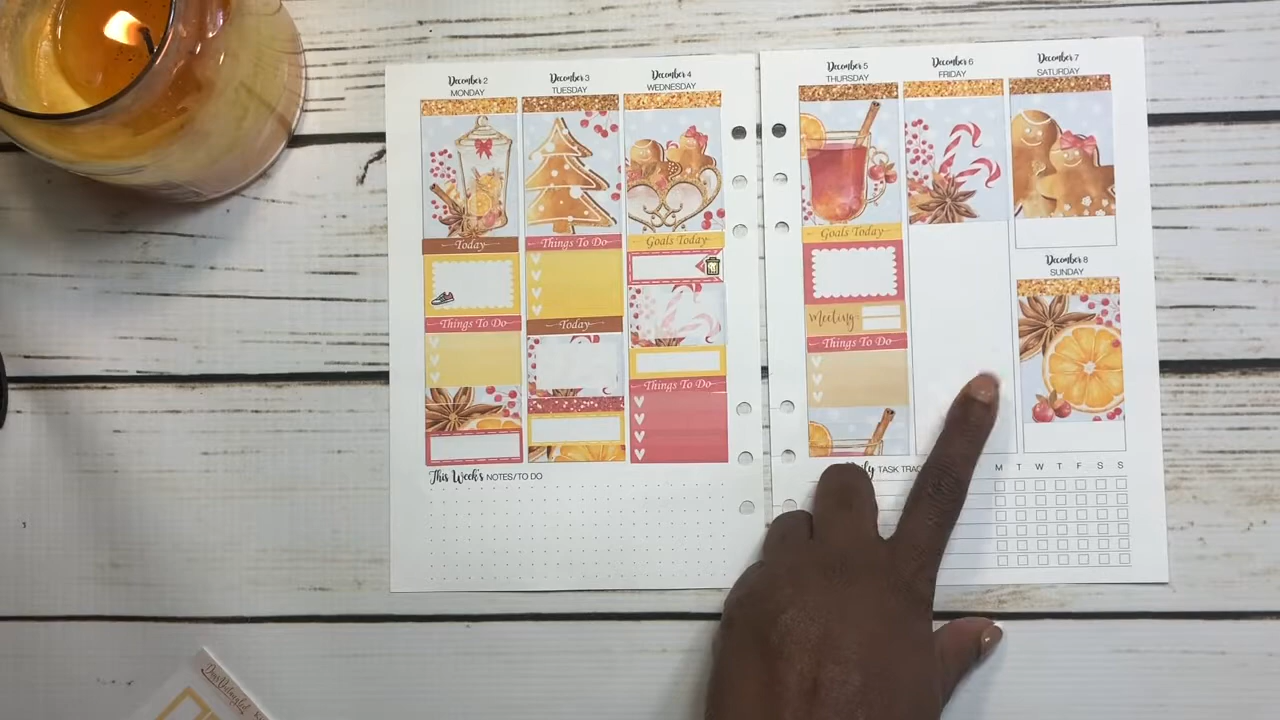 December 2
MONDAY
December 3
TUESDAY
December 4
WEDNESDAY
December 5
THURSDAY
December 6
FRIDAY
December 7
SATURDAY
Today
Things To Do
Goals Today
Goals Today
Things To Do
Today
Things To Do
Meeting
Things To Do
December 8
SUNDAY
This Week's NOTES/TO DO
M T W T F S S